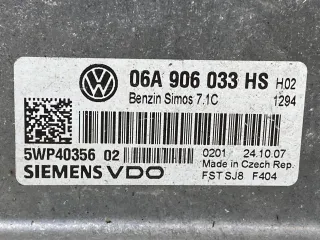 06A 906 033 HS H02
Benzin Simos 7.1C 1294
5WP40356 02 0201 24.10.07
Made in Czech Rep.
SIEMENS VDO FST SJ8 F404